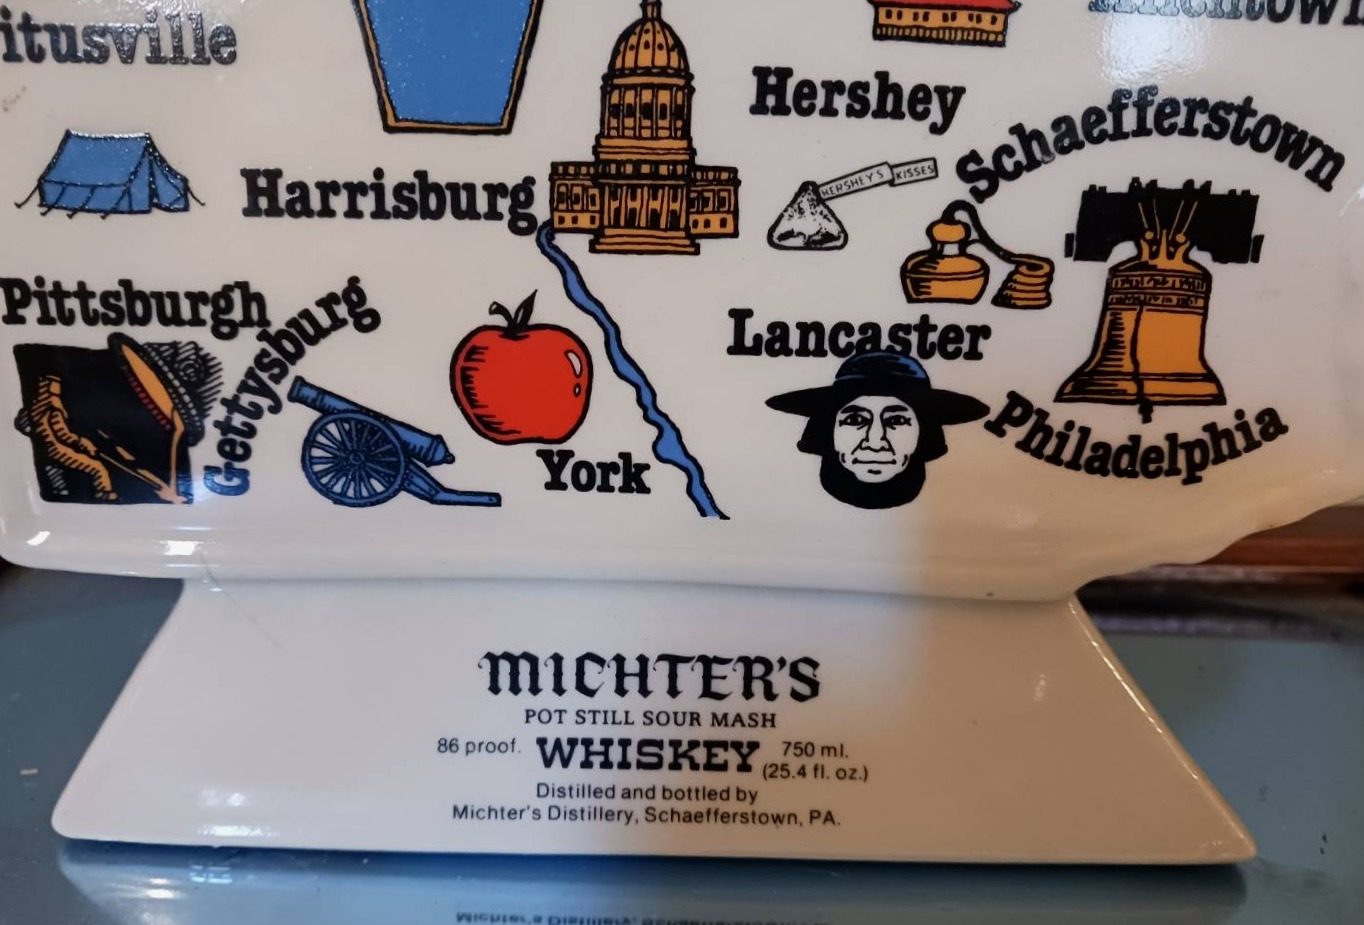 itusville
Hershey
Schaefferstown
HERSHEY'S KISSES
Harrisburg
Pittsburgh
Gettysburg
Lancaster
York
Philadelphia
MICHTER'S
POT STILL SOUR MASH
86 proof. WHISKEY 750 ml.
(25.4 fl. oz.)
Distilled and bottled by
Michter's Distillery, Schaefferstown, PA.